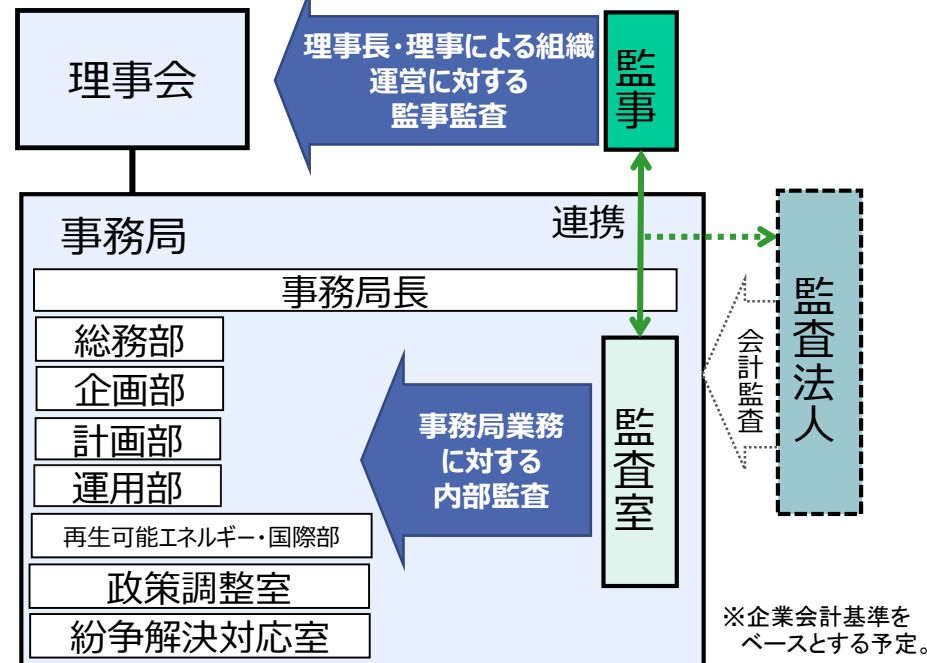 理事会
理事長・理事による組織
運営に対する
監事監査
監事
事務局
連携
事務局長
総務部
企画部
計画部
運用部
再生可能エネルギー・国際部
政策調整室
紛争解決対応室
事務局業務
に対する
内部監査
監査室
会計監査
監査法人
※企業会計基準を
ベースとする予定。